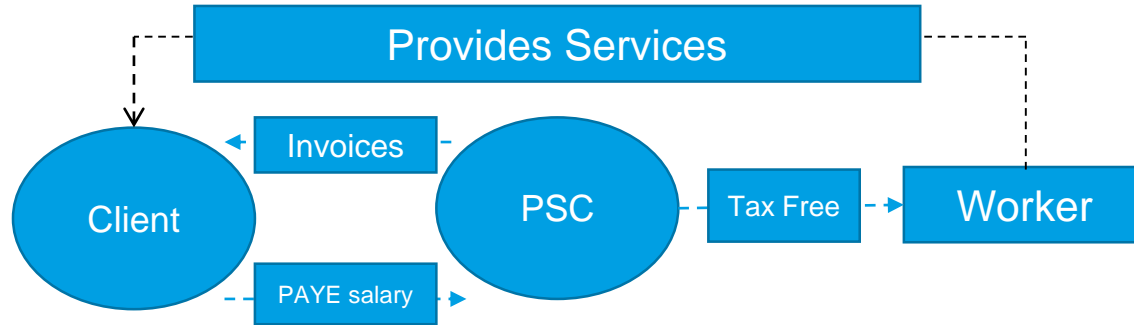 Provides Services
Invoices
Client
PSC
Tax Free
Worker
PAYE salary